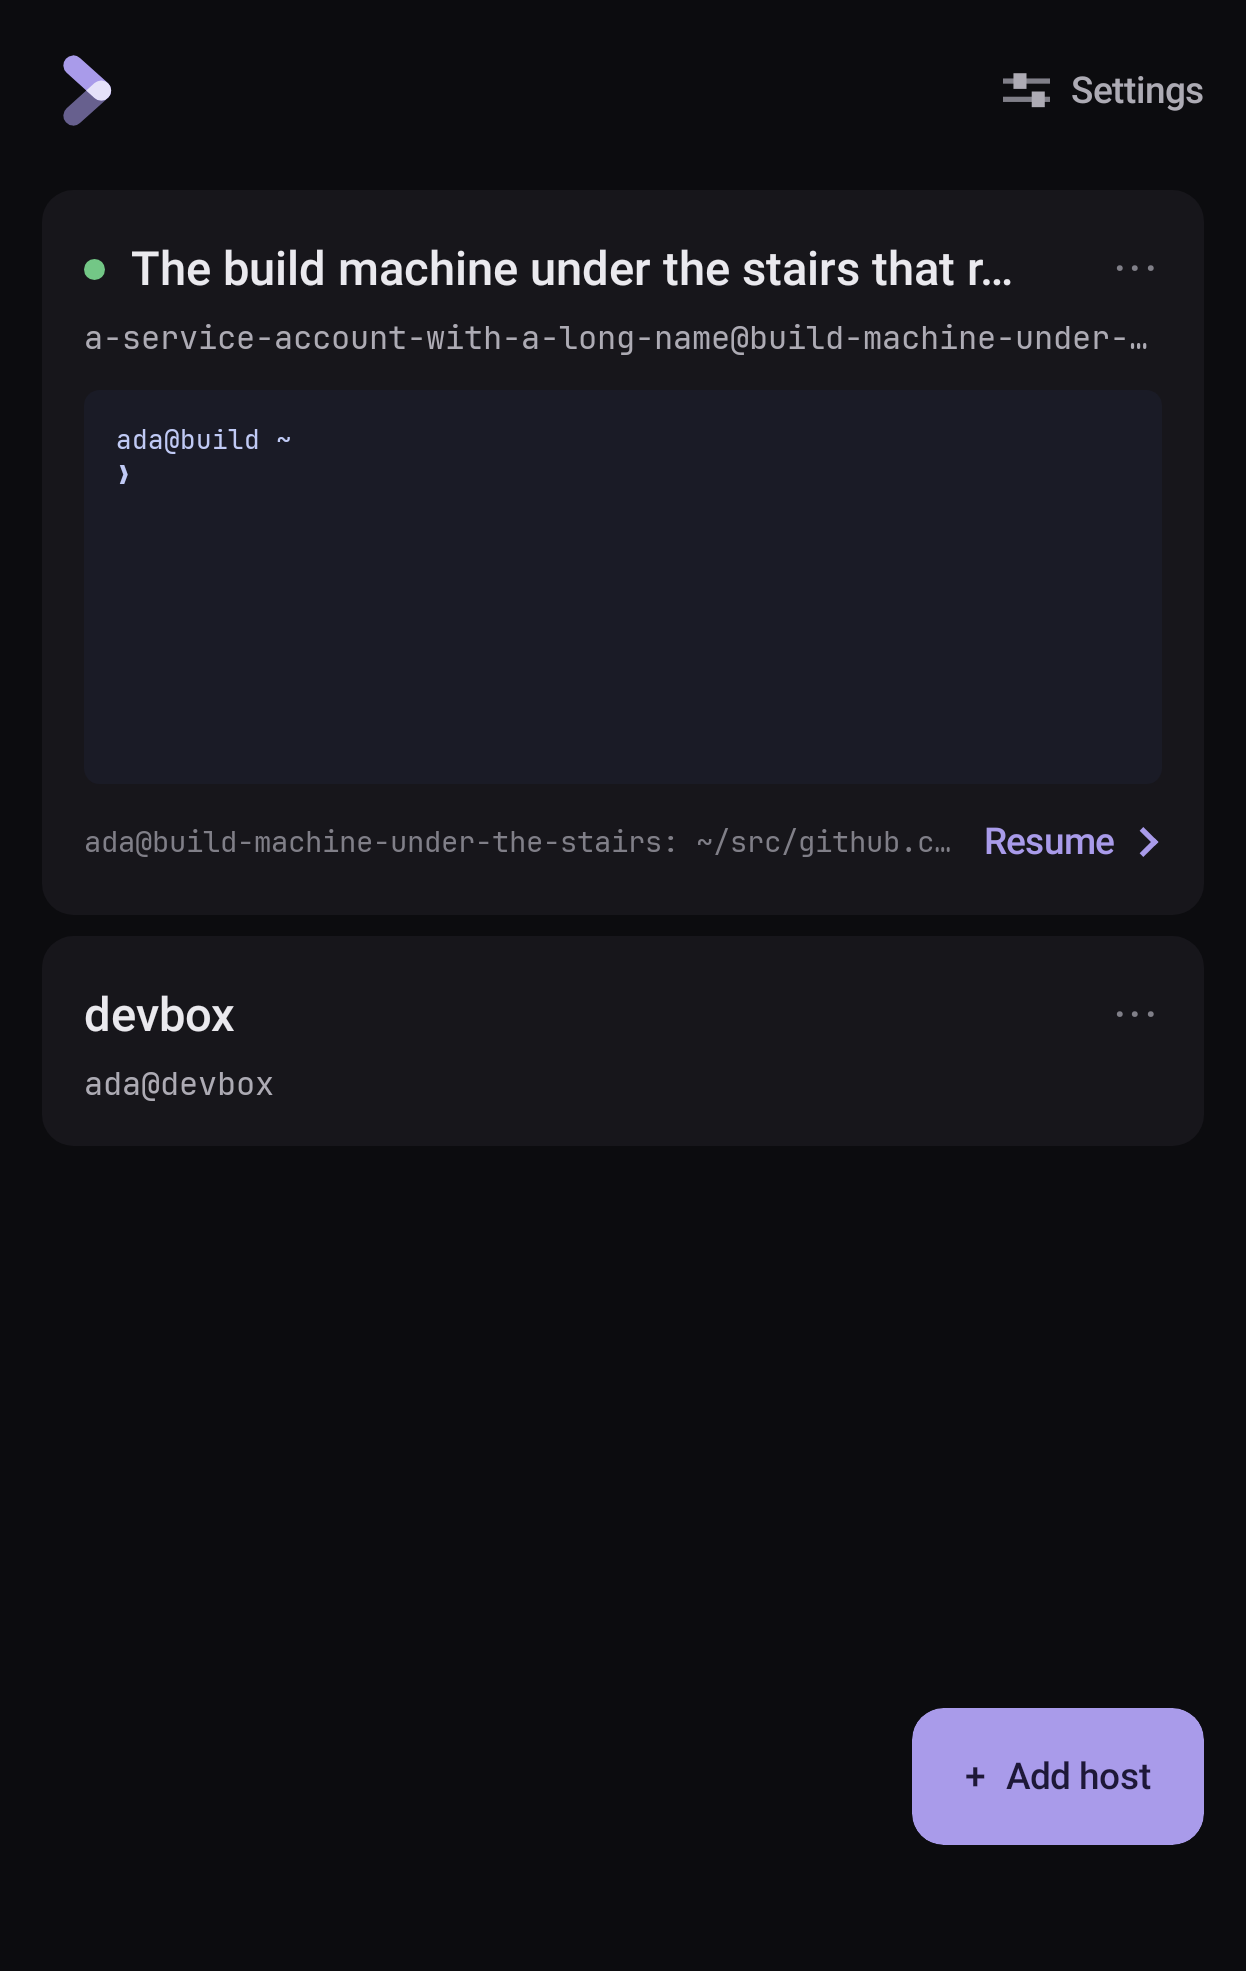 Settings
The build machine under the stairs that r…
a-service-account-with-a-long-name@build-machine-under-…
ada@build ~
❯
ada@build-machine-under-the-stairs: ~/src/github.c…
Resume
devbox
ada@devbox
+ Add host